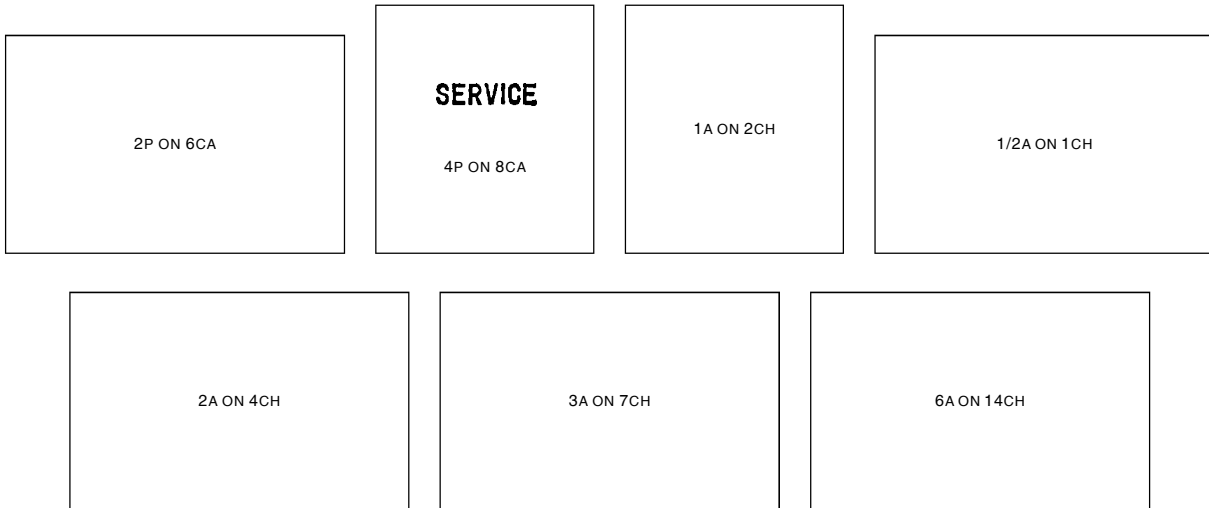 2P ON 6CA
SERVICE
4P ON 8CA
1A ON 2CH
1/2A ON 1CH
2A ON 4CH
3A ON 7CH
6A ON 14CH